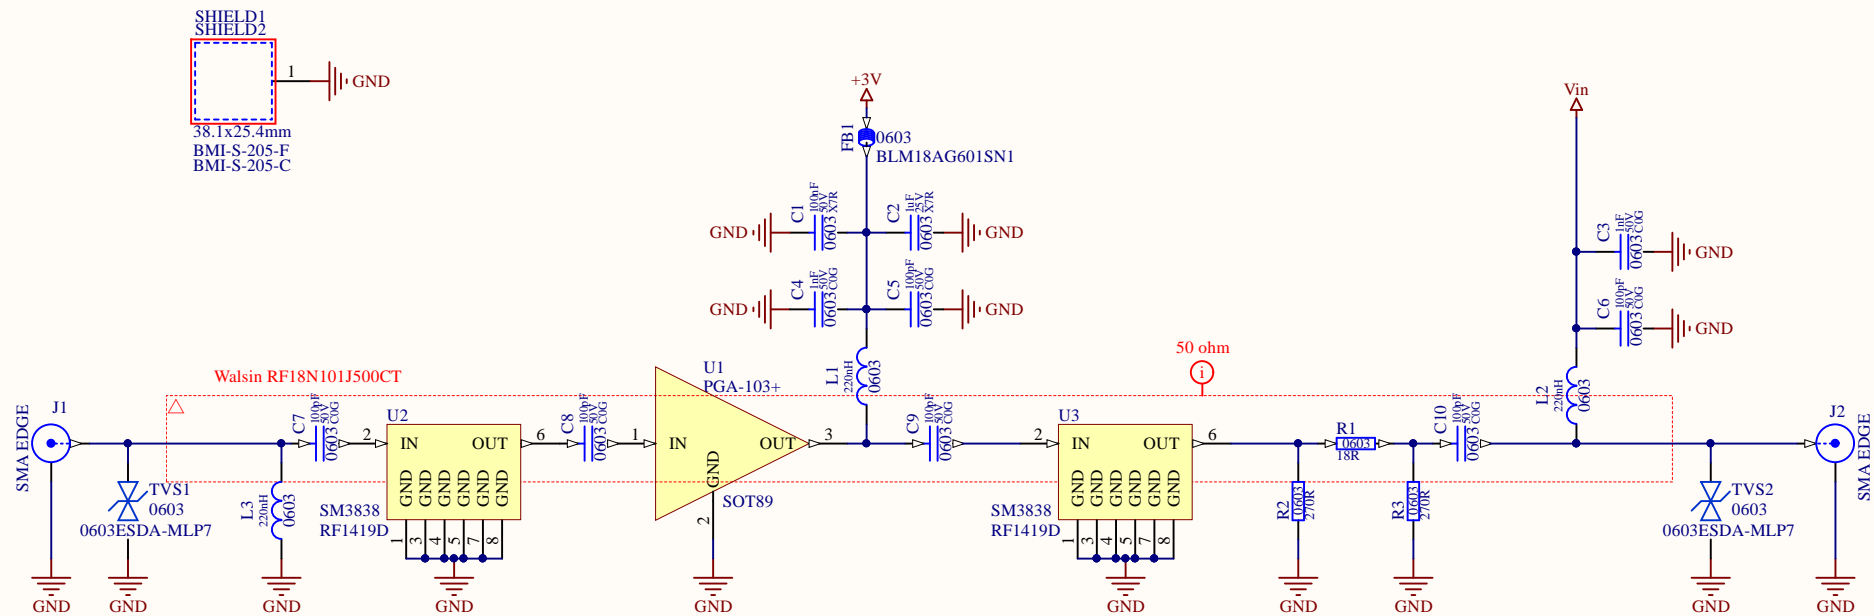 SHIELD1
SHIELD2
1
GND
38.1x25.4mm
BMI-S-205-F
BMI-S-205-C
+3V
FB1
0603
BLM18AG601SN1
GND
C1
100nF
50V
X7R
0603
C2
1uF
25V
X7R
0603
GND
GND
C4
1nF
50V
C0G
0603
C5
100pF
50V
C0G
0603
GND
L1
220nH
0603
Vin
C3
1nF
50V
C0G
0603
GND
C6
100pF
50V
C0G
0603
GND
L2
220nH
0603
50 ohm
i
Walsin RF18N101J500CT
J1
SMA EDGE
GND
TVS1
0603
0603ESDA-MLP7
GND
L3
220nH
0603
GND
C7
100pF
50V
C0G
0603
U2
2
IN
OUT
6
GND
GND
GND
GND
GND
GND
SM3838
RF1419D
1
3
4
5
7
8
GND
C8
100pF
50V
C0G
0603
U1
PGA-103+
1
IN
OUT
3
GND
2
SOT89
GND
C9
100pF
50V
C0G
0603
U3
2
IN
OUT
6
GND
GND
GND
GND
GND
GND
SM3838
RF1419D
1
3
4
5
7
8
GND
R1
0603
18R
R2
0603
270R
GND
R3
0603
270R
GND
C10
100pF
50V
C0G
0603
TVS2
0603
0603ESDA-MLP7
GND
J2
SMA EDGE
GND